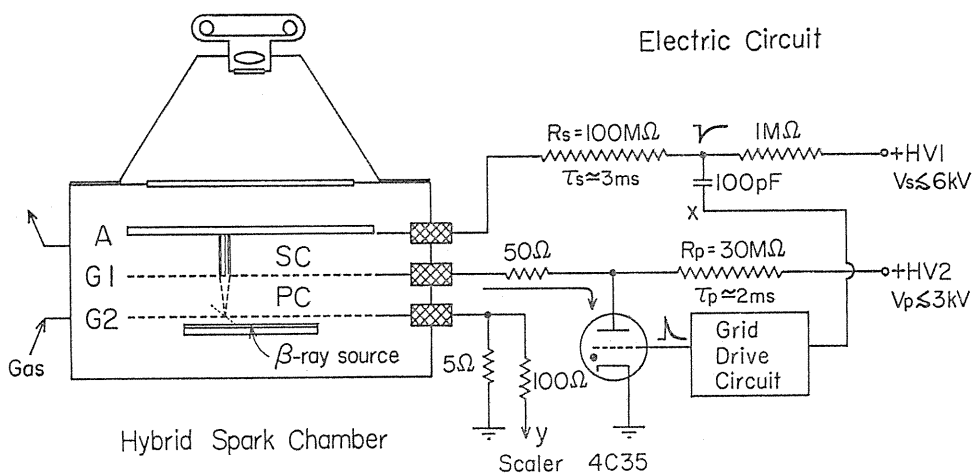 Electric Circuit
Rs=100MΩ
1MΩ
+HV1
τs≃3ms
100pF
Vs≲6kV
x
A
SC
50Ω
Rp=30MΩ
G1
+HV2
PC
τp≃2ms
Vp≲3kV
G2
Gas
β-ray source
5Ω
100Ω
Grid
Drive
Circuit
y
Hybrid Spark Chamber
Scaler
4C35